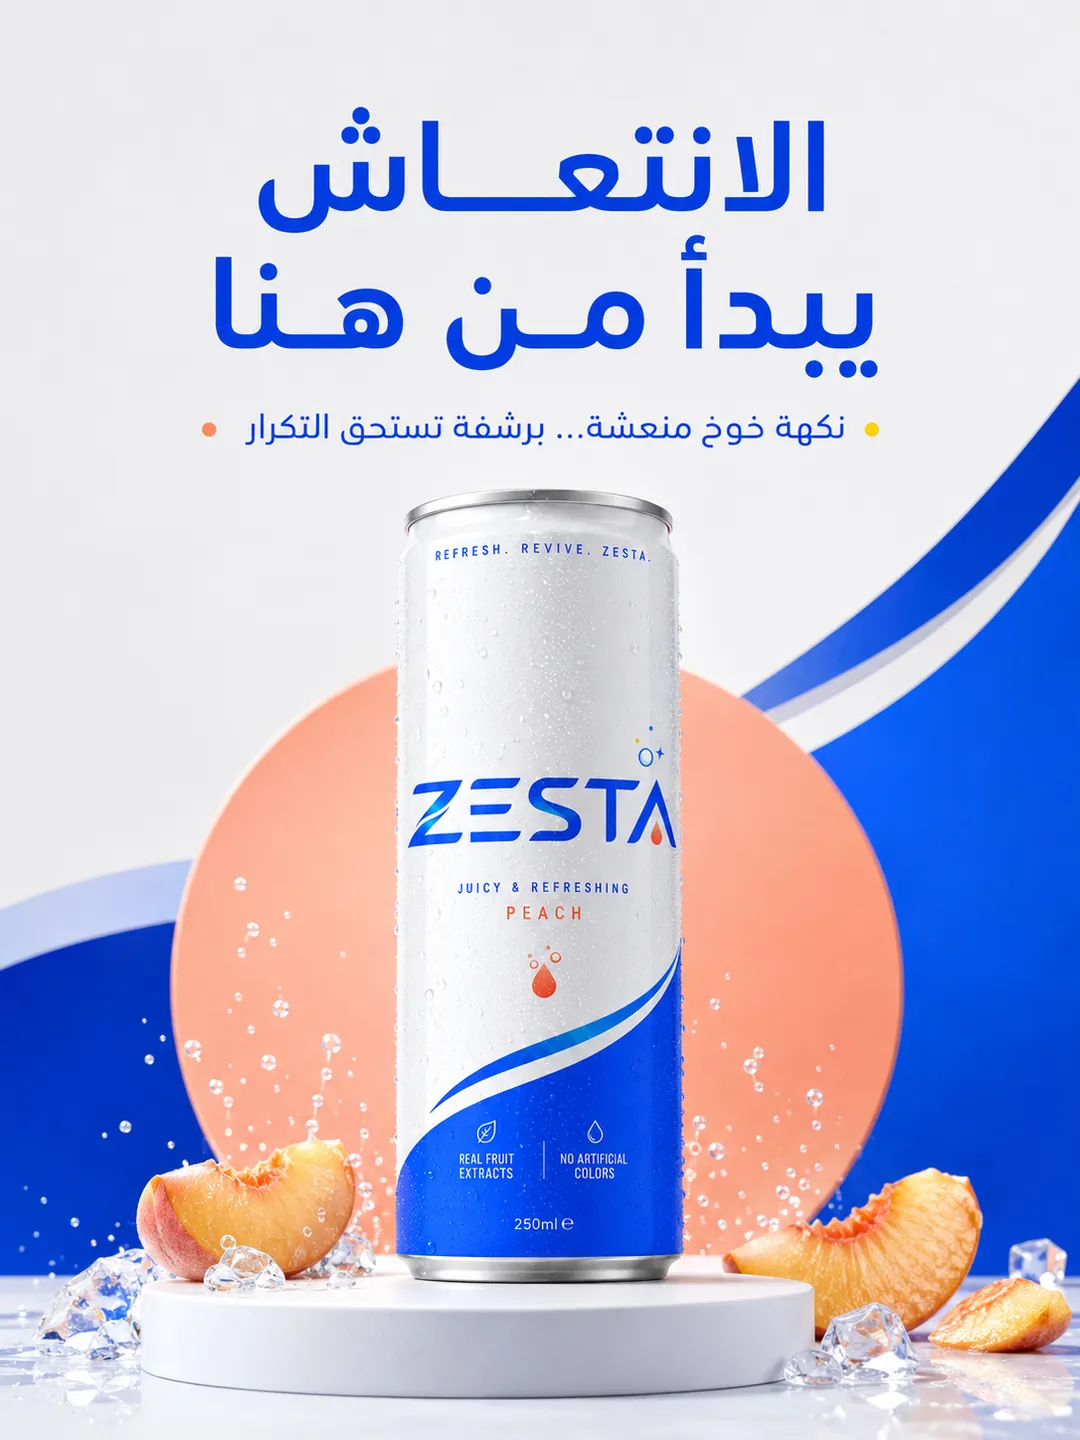 الانتعـــاش
يبدأ مـن هـنا
نكهة خوخ منعشة... برشفة تستحق التكرار
REFRESH. REVIVE. ZESTA.
ZESTA
JUICY & REFRESHING
PEACH
REAL FRUIT EXTRACTS
NO ARTIFICIAL COLORS
250ml ℮